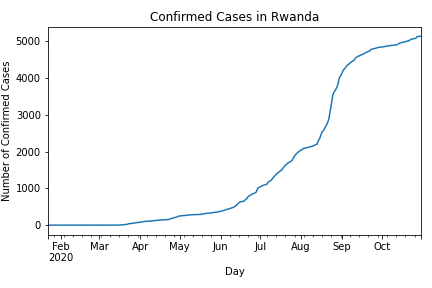 Confirmed Cases in Rwanda
Number of Confirmed Cases
5000
4000
3000
2000
1000
0
Feb Mar Apr May Jun Jul Aug Sep Oct
2020
Day